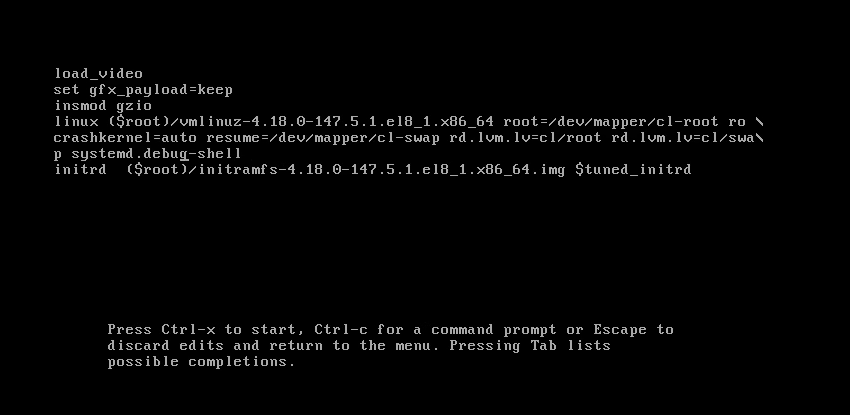 load_video
set gfx_payload=keep
insmod gzio
linux ($root)/vmlinuz-4.18.0-147.5.1.el8_1.x86_64 root=/dev/mapper/cl-root ro \
crashkernel=auto resume=/dev/mapper/cl-swap rd.lvm.lv=cl/root rd.lvm.lv=cl/swa\
p systemd.debug-shell
initrd  ($root)/initramfs-4.18.0-147.5.1.el8_1.x86_64.img $tuned_initrd
Press Ctrl-x to start, Ctrl-c for a command prompt or Escape to
discard edits and return to the menu. Pressing Tab lists
possible completions.